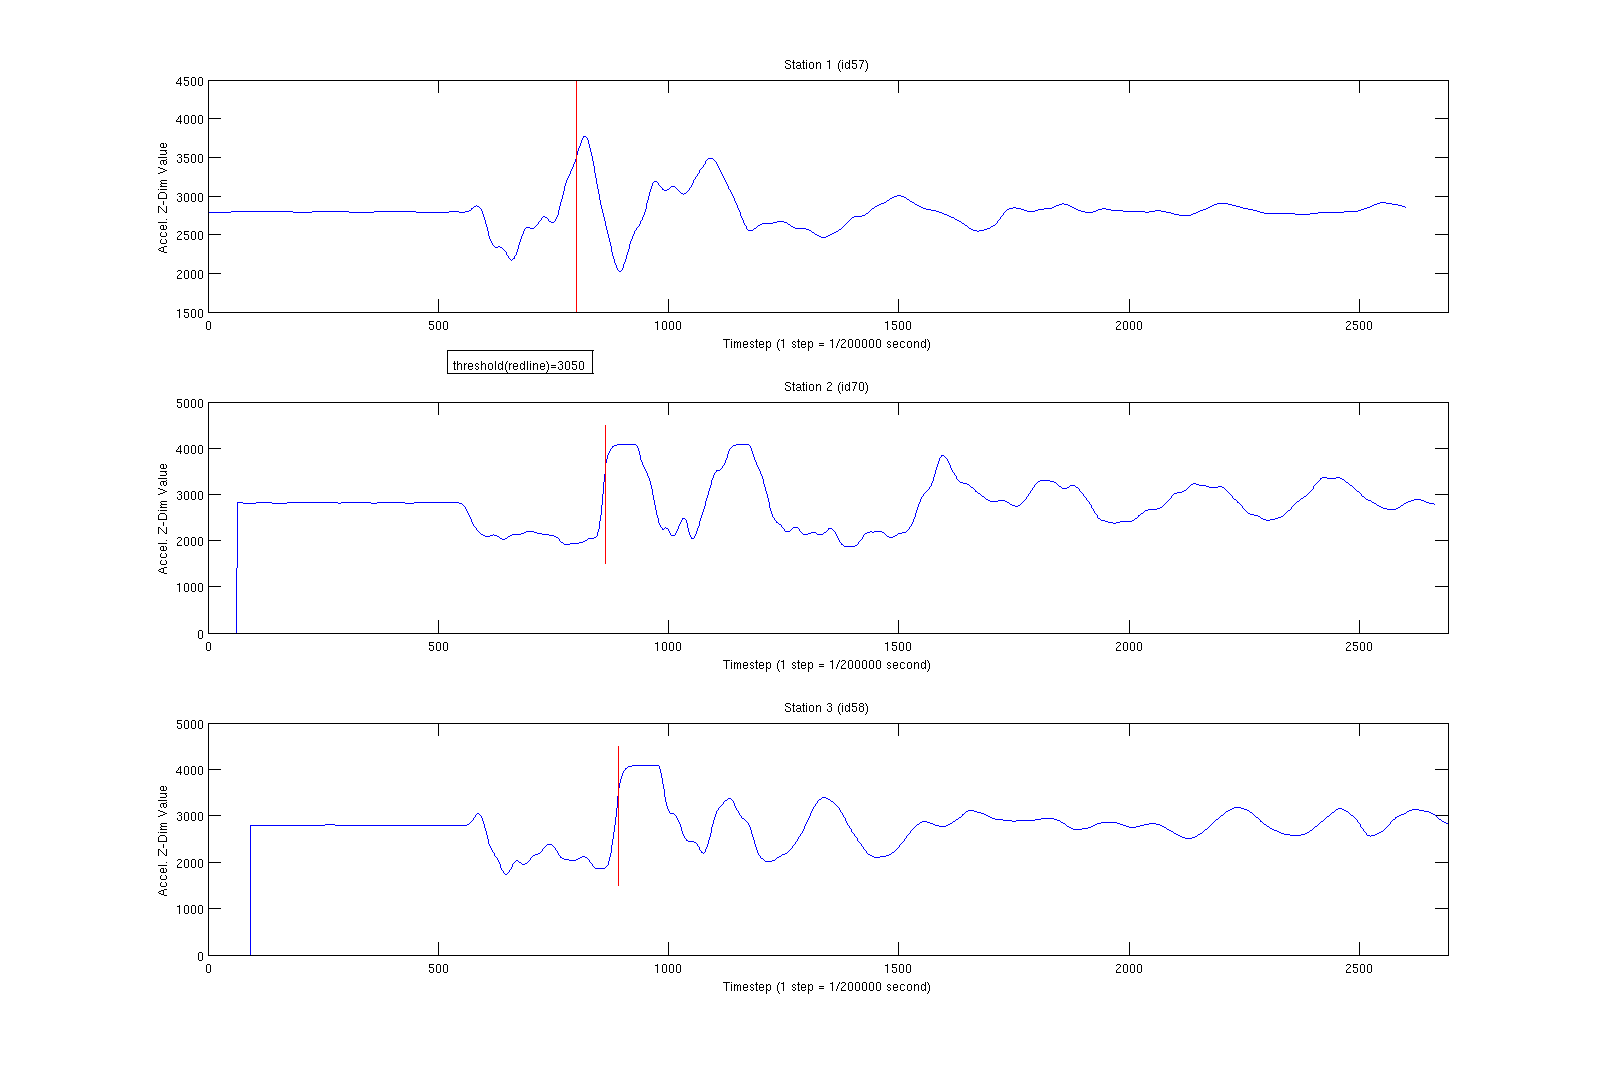 Station 1 (id57)
4500
4000
3500
3000
2500
2000
1500
Accel. Z-Dim Value
0 500 1000 1500 2000 2500
Timestep (1 step = 1/200000 second)
threshold(redline)=3050
Station 2 (id70)
5000
4000
3000
2000
1000
0
Accel. Z-Dim Value
0 500 1000 1500 2000 2500
Timestep (1 step = 1/200000 second)
Station 3 (id58)
5000
4000
3000
2000
1000
0
Accel. Z-Dim Value
0 500 1000 1500 2000 2500
Timestep (1 step = 1/200000 second)